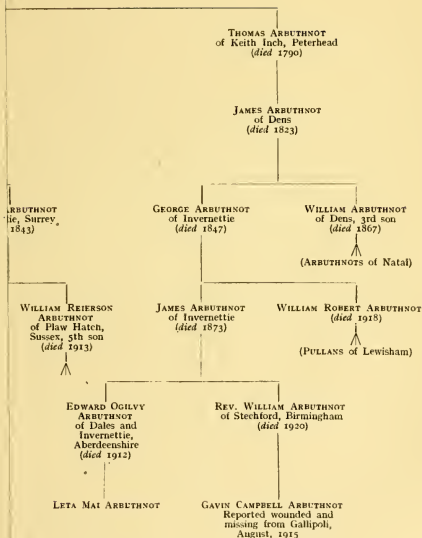 THOMAS ARBUTHNOT
of Keith Inch, Peterhead
(died 1790)
JAMES ARBUTHNOT
of Dens
(died 1823)
ARBUTHNOT
Surrey
1843)
GEORGE ARBUTHNOT
of Invernettie
(died 1847)
WILLIAM ARBUTHNOT
of Dens, 3rd son
(died 1867)
(ARBUTHNOTS of Natal)
WILLIAM REIERSON
ARBUTHNOT
of Plaw Hatch,
Sussex, 5th son
(died 1913)
JAMES ARBUTHNOT
of Invernettie
(died 1873)
WILLIAM ROBERT ARBUTHNOT
(died 1918)
(PULLANS of Lewisham)
EDWARD OGILVY
ARBUTHNOT
of Dales and
Invernettie,
Aberdeenshire
(died 1912)
REV. WILLIAM ARBUTHNOT
of Stechford, Birmingham
(died 1920)
LETA MAI ARBUTHNOT
GAVIN CAMPBELL ARBUTHNOT
Reported wounded and
missing from Gallipoli,
August, 1915